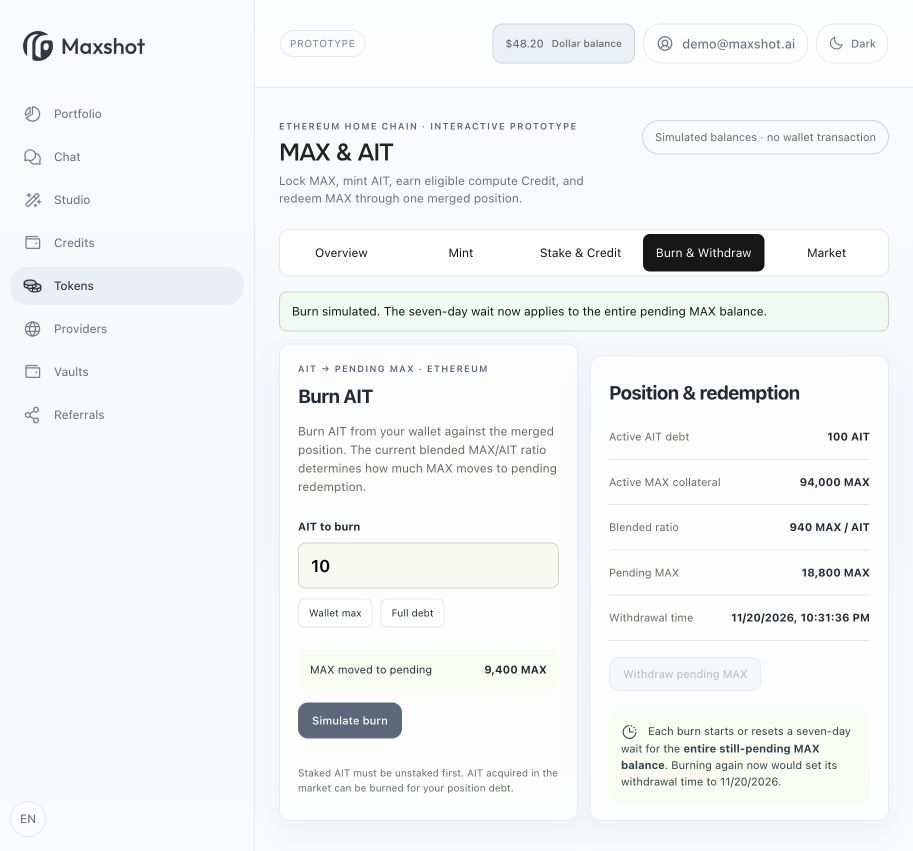 Maxshot
Portfolio
Chat
Studio
Credits
Tokens
Providers
Vaults
Referrals
EN
PROTOTYPE
$48.20 Dollar balance
demo@maxshot.ai
Dark
ETHEREUM HOME CHAIN · INTERACTIVE PROTOTYPE
MAX & AIT
Lock MAX, mint AIT, earn eligible compute Credit, and
redeem MAX through one merged position.
Simulated balances · no wallet transaction
Overview
Mint
Stake & Credit
Burn & Withdraw
Market
Burn simulated. The seven-day wait now applies to the entire pending MAX balance.
AIT → PENDING MAX · ETHEREUM
Burn AIT
Burn AIT from your wallet against the merged
position. The current blended MAX/AIT ratio
determines how much MAX moves to pending
redemption.
AIT to burn
10
Wallet max
Full debt
MAX moved to pending 9,400 MAX
Simulate burn
Staked AIT must be unstaked first. AIT acquired in the
market can be burned for your position debt.
Position & redemption
Active AIT debt 100 AIT
Active MAX collateral 94,000 MAX
Blended ratio 940 MAX / AIT
Pending MAX 18,800 MAX
Withdrawal time 11/20/2026, 10:31:36 PM
Withdraw pending MAX
Each burn starts or resets a seven-day
wait for the entire still-pending MAX
balance. Burning again now would set its
withdrawal time to 11/20/2026.